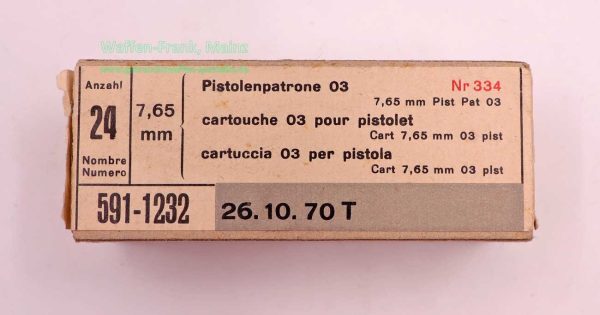 Waffen-Frank, Mainz
Anzahl
24
Nombre
Numero
7,65
mm
Pistolenpatrone 03
Nr 334
7,65 mm Pist Pat 03
cartouche 03 pour pistolet
Cart 7,65 mm 03 pist
cartuccia 03 per pistola
Cart 7,65 mm 03 pist
591-1232
26. 10. 70 T